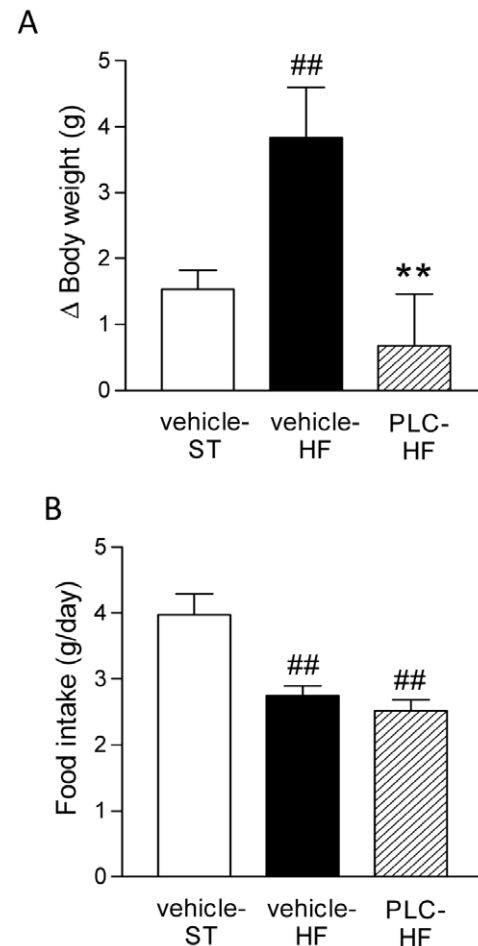 A
Δ Body weight (g)
5
4
3
2
1
0
##
**
vehicle-
ST
vehicle-
HF
PLC-
HF
B
Food intake (g/day)
5
4
3
2
1
0
##
##
vehicle-
ST
vehicle-
HF
PLC-
HF